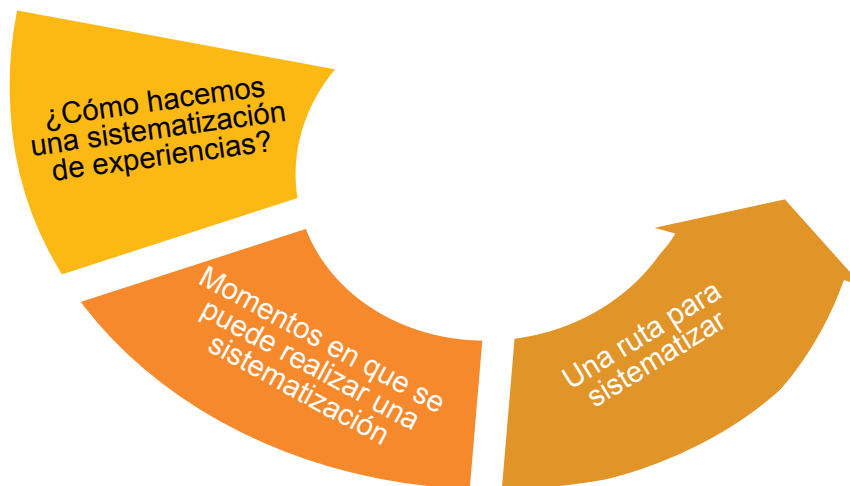 ¿Cómo hacemos
una sistematización
de experiencias?
Momentos en que se
puede realizar una
sistematización
Una ruta para
sistematizar